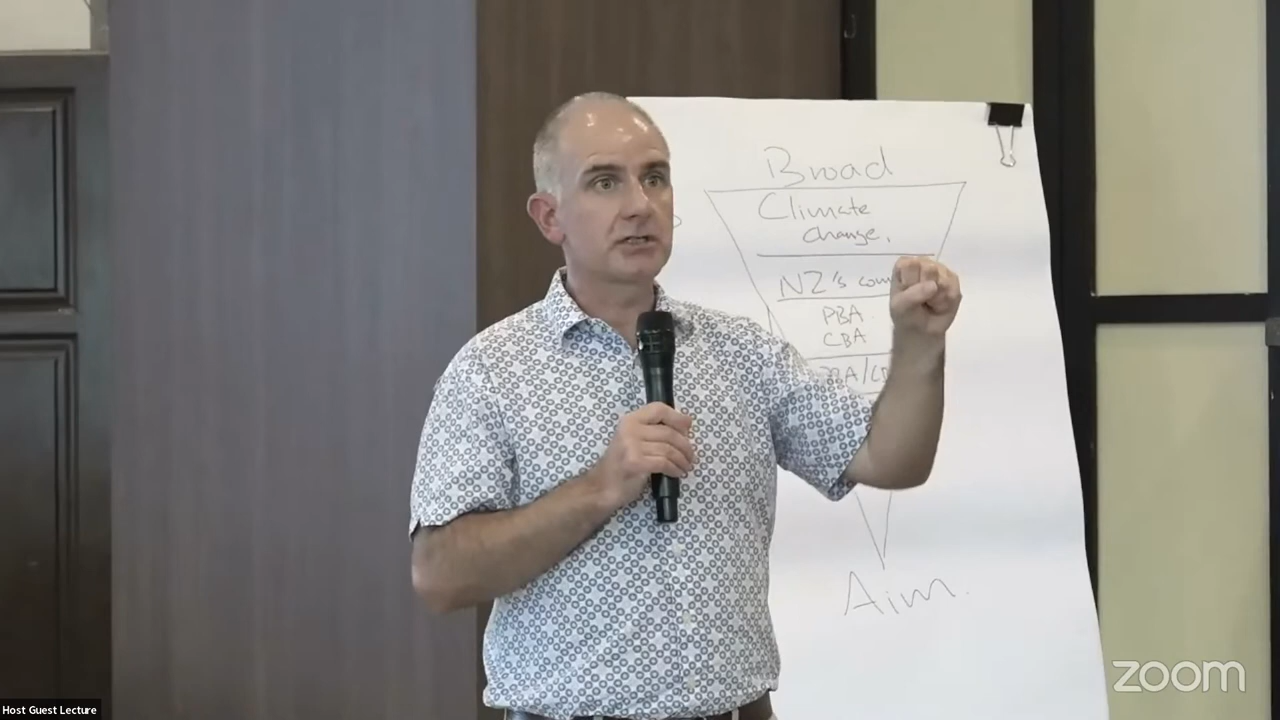 Broad
Climate
change.
NZ's
PBA
CBA
Aim.
zoom
Host Guest Lecture